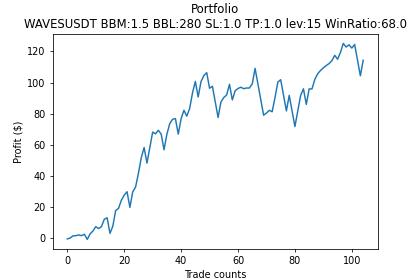 Portfolio
WAVESUSDT BBM:1.5 BBL:280 SL:1.0 TP:1.0 lev:15 WinRatio:68.0
Profit ($)
120
100
80
60
40
20
0
0 20 40 60 80 100
Trade counts